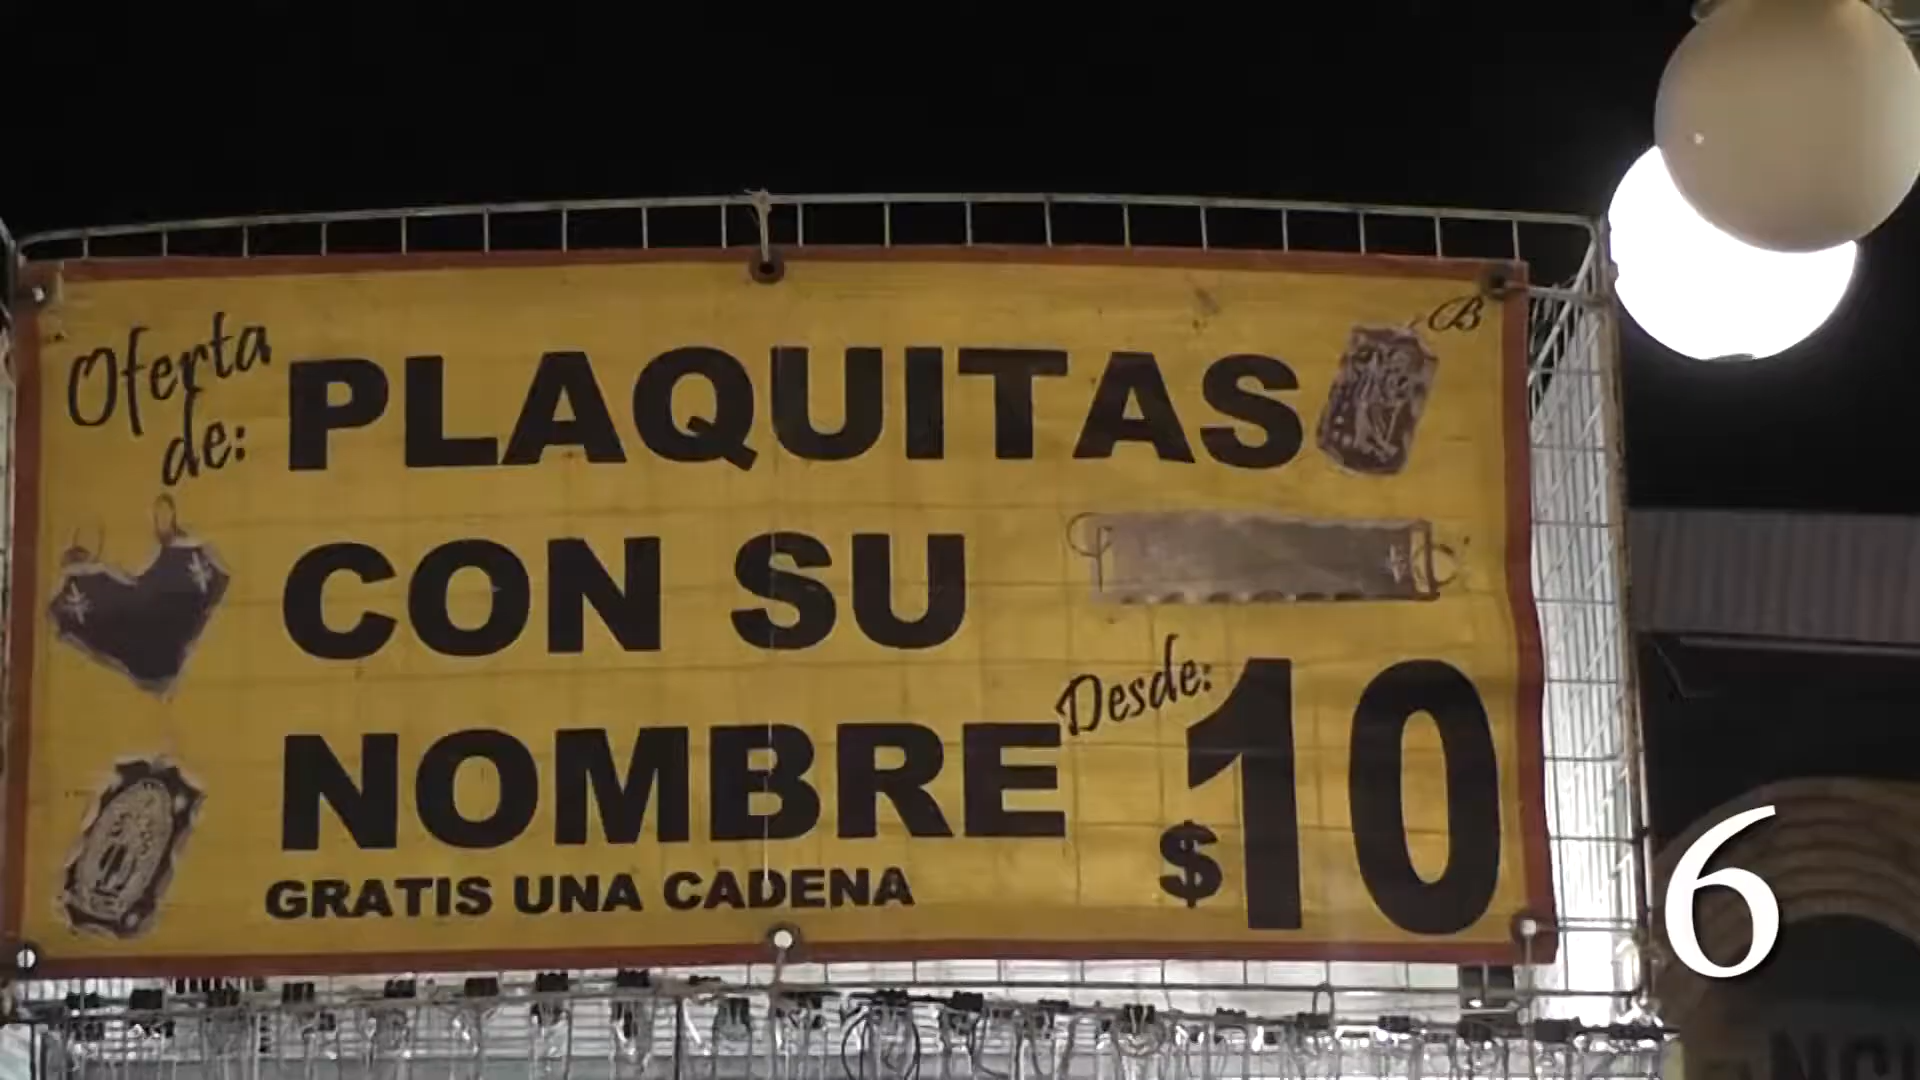 Oferta
de:
PLAQUITAS
CON SU
NOMBRE
Desde:
$10
GRATIS UNA CADENA
B
6